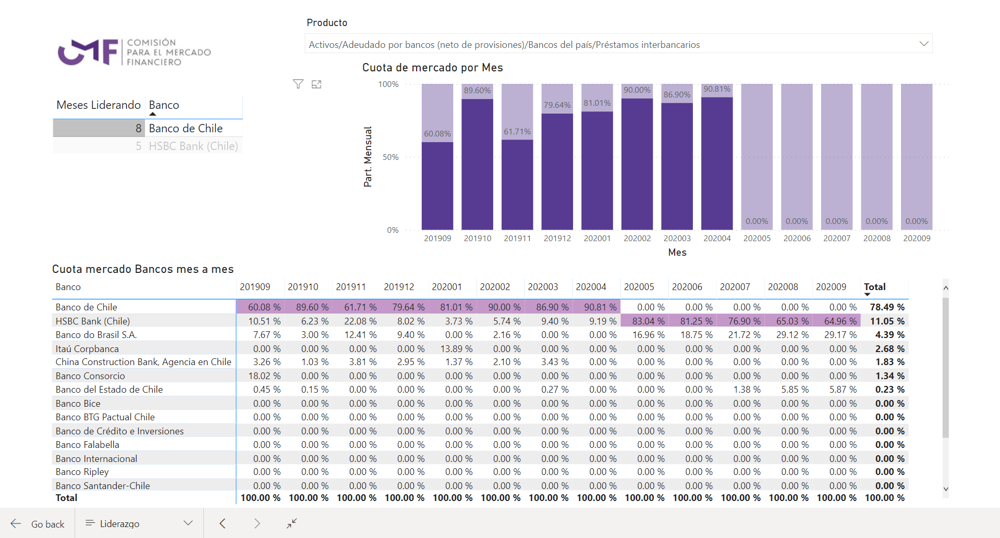 Producto
COMISIÓN
PARA EL MERCADO
FINANCIERO
Activos/Adeudado por bancos (neto de provisiones)/Bancos del país/Préstamos interbancarios
Cuota de mercado por Mes
Meses Liderando Banco
8 Banco de Chile
5 HSBC Bank (Chile)
Part. Mensual
100%
50%
0%
60.08% 89.60% 61.71% 79.64% 81.01% 90.00% 86.90% 90.81% 0.00% 0.00% 0.00% 0.00% 0.00%
201909 201910 201911 201912 202001 202002 202003 202004 202005 202006 202007 202008 202009
Mes
Cuota mercado Bancos mes a mes
Banco 201909 201910 201911 201912 202001 202002 202003 202004 202005 202006 202007 202008 202009 Total
Banco de Chile 60.08 % 89.60 % 61.71 % 79.64 % 81.01 % 90.00 % 86.90 % 90.81 % 0.00 % 0.00 % 0.00 % 0.00 % 0.00 % 78.49 %
HSBC Bank (Chile) 10.51 % 6.23 % 22.08 % 8.02 % 3.73 % 5.74 % 9.40 % 9.19 % 83.04 % 81.25 % 76.90 % 65.03 % 64.96 % 11.05 %
Banco do Brasil S.A. 7.67 % 3.00 % 12.41 % 9.40 % 0.00 % 2.16 % 0.00 % 0.00 % 16.96 % 18.75 % 21.72 % 29.12 % 29.17 % 4.39 %
Itaú Corpbanca 0.00 % 0.00 % 0.00 % 0.00 % 13.89 % 0.00 % 0.00 % 0.00 % 0.00 % 0.00 % 0.00 % 0.00 % 0.00 % 2.68 %
China Construction Bank, Agencia en Chile 3.26 % 1.03 % 3.81 % 2.95 % 1.37 % 2.10 % 3.43 % 0.00 % 0.00 % 0.00 % 0.00 % 0.00 % 0.00 % 1.83 %
Banco Consorcio 18.02 % 0.00 % 0.00 % 0.00 % 0.00 % 0.00 % 0.00 % 0.00 % 0.00 % 0.00 % 0.00 % 0.00 % 0.00 % 1.34 %
Banco del Estado de Chile 0.45 % 0.15 % 0.00 % 0.00 % 0.00 % 0.00 % 0.27 % 0.00 % 0.00 % 0.00 % 1.38 % 5.85 % 5.87 % 0.23 %
Banco Bice 0.00 % 0.00 % 0.00 % 0.00 % 0.00 % 0.00 % 0.00 % 0.00 % 0.00 % 0.00 % 0.00 % 0.00 % 0.00 % 0.00 %
Banco BTG Pactual Chile 0.00 % 0.00 % 0.00 % 0.00 % 0.00 % 0.00 % 0.00 % 0.00 % 0.00 % 0.00 % 0.00 % 0.00 % 0.00 % 0.00 %
Banco de Crédito e Inversiones 0.00 % 0.00 % 0.00 % 0.00 % 0.00 % 0.00 % 0.00 % 0.00 % 0.00 % 0.00 % 0.00 % 0.00 % 0.00 % 0.00 %
Banco Falabella 0.00 % 0.00 % 0.00 % 0.00 % 0.00 % 0.00 % 0.00 % 0.00 % 0.00 % 0.00 % 0.00 % 0.00 % 0.00 % 0.00 %
Banco Internacional 0.00 % 0.00 % 0.00 % 0.00 % 0.00 % 0.00 % 0.00 % 0.00 % 0.00 % 0.00 % 0.00 % 0.00 % 0.00 % 0.00 %
Banco Ripley 0.00 % 0.00 % 0.00 % 0.00 % 0.00 % 0.00 % 0.00 % 0.00 % 0.00 % 0.00 % 0.00 % 0.00 % 0.00 % 0.00 %
Banco Santander-Chile 0.00 % 0.00 % 0.00 % 0.00 % 0.00 % 0.00 % 0.00 % 0.00 % 0.00 % 0.00 % 0.00 % 0.00 % 0.00 % 0.00 %
Total 100.00 % 100.00 % 100.00 % 100.00 % 100.00 % 100.00 % 100.00 % 100.00 % 100.00 % 100.00 % 100.00 % 100.00 % 100.00 % 100.00 %
Go back Liderazgo